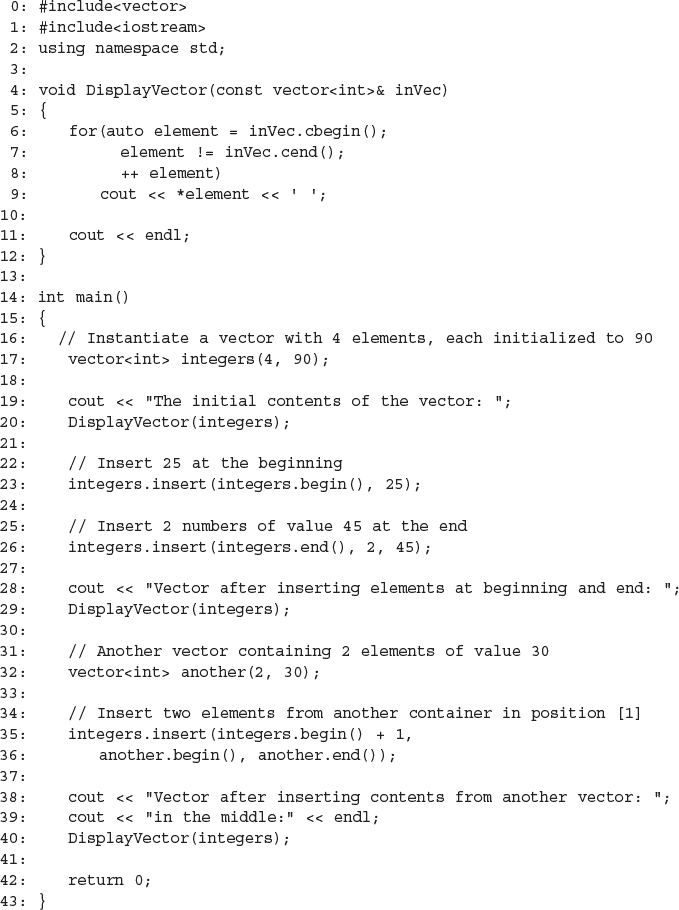 0: #include<vector>
1: #include<iostream>
2: using namespace std;
3:
4: void DisplayVector(const vector<int>& inVec)
5: {
6:    for(auto element = inVec.cbegin();
7:          element != inVec.cend();
8:          ++ element)
9:        cout << *element << ' ';
10:
11:    cout << endl;
12: }
13:
14: int main()
15: {
16:   // Instantiate a vector with 4 elements, each initialized to 90
17:    vector<int> integers(4, 90);
18:
19:    cout << "The initial contents of the vector: ";
20:    DisplayVector(integers);
21:
22:    // Insert 25 at the beginning
23:    integers.insert(integers.begin(), 25);
24:
25:    // Insert 2 numbers of value 45 at the end
26:    integers.insert(integers.end(), 2, 45);
27:
28:    cout << "Vector after inserting elements at beginning and end: ";
29:    DisplayVector(integers);
30:
31:    // Another vector containing 2 elements of value 30
32:    vector<int> another(2, 30);
33:
34:    // Insert two elements from another container in position [1]
35:    integers.insert(integers.begin() + 1,
36:       another.begin(), another.end());
37:
38:    cout << "Vector after inserting contents from another vector: ";
39:    cout << "in the middle:" << endl;
40:    DisplayVector(integers);
41:
42:    return 0;
43: }